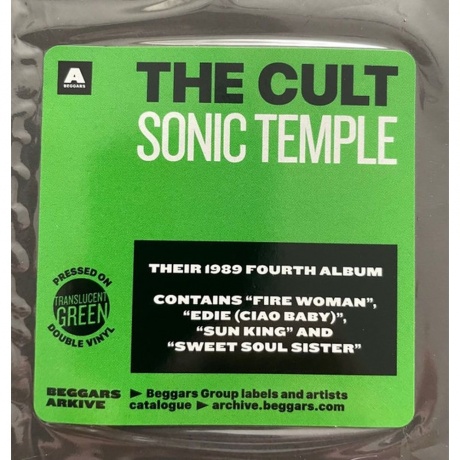 A
BEGGARS
THE CULT
SONIC TEMPLE
THEIR 1989 FOURTH ALBUM
CONTAINS “FIRE WOMAN”,
“EDIE (CIAO BABY)”,
“SUN KING” AND
“SWEET SOUL SISTER”
PRESSED ON
TRANSLUCENT
GREEN
DOUBLE VINYL
BEGGARS
ARKIVE
► Beggars Group labels and artists
catalogue ► archive.beggars.com